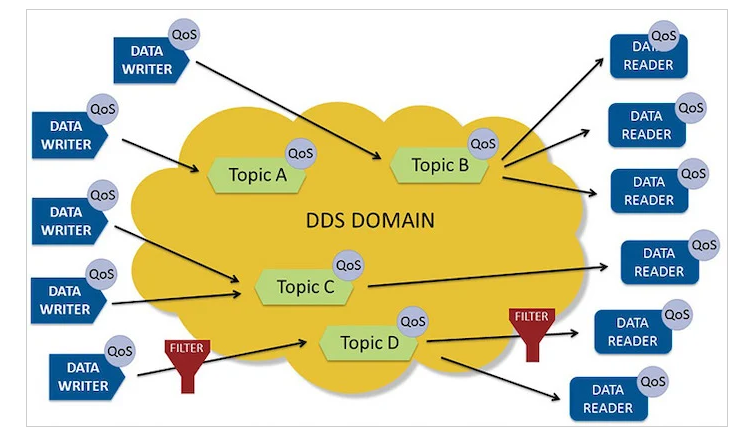 QoS
DATA
WRITER
QoS
DATA
READER
QoS
DATA
WRITER
QoS
DATA
READER
QoS
Topic A
QoS
Topic B
QoS
DATA
READER
QoS
DATA
WRITER
DDS DOMAIN
QoS
DATA
READER
QoS
DATA
WRITER
QoS
Topic C
QoS
DATA
READER
QoS
DATA
WRITER
FILTER
QoS
Topic D
FILTER
QoS
DATA
READER